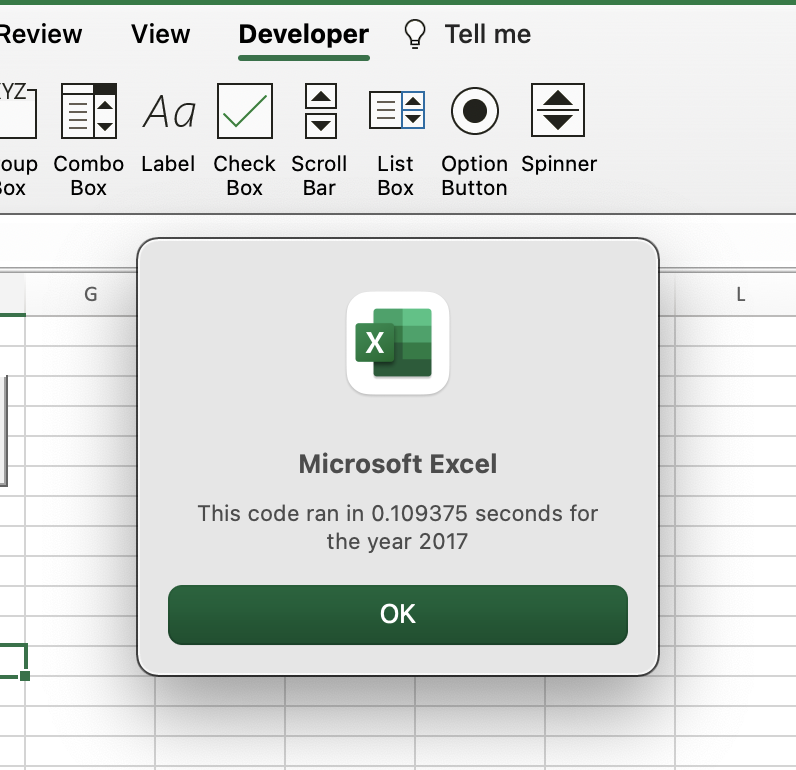 Review View Developer Tell me
XYZ Aa
oup Combo Label Check Scroll List Option Spinner
Box Box Box Bar Box Button
G L
X
Microsoft Excel
This code ran in 0.109375 seconds for
the year 2017
OK